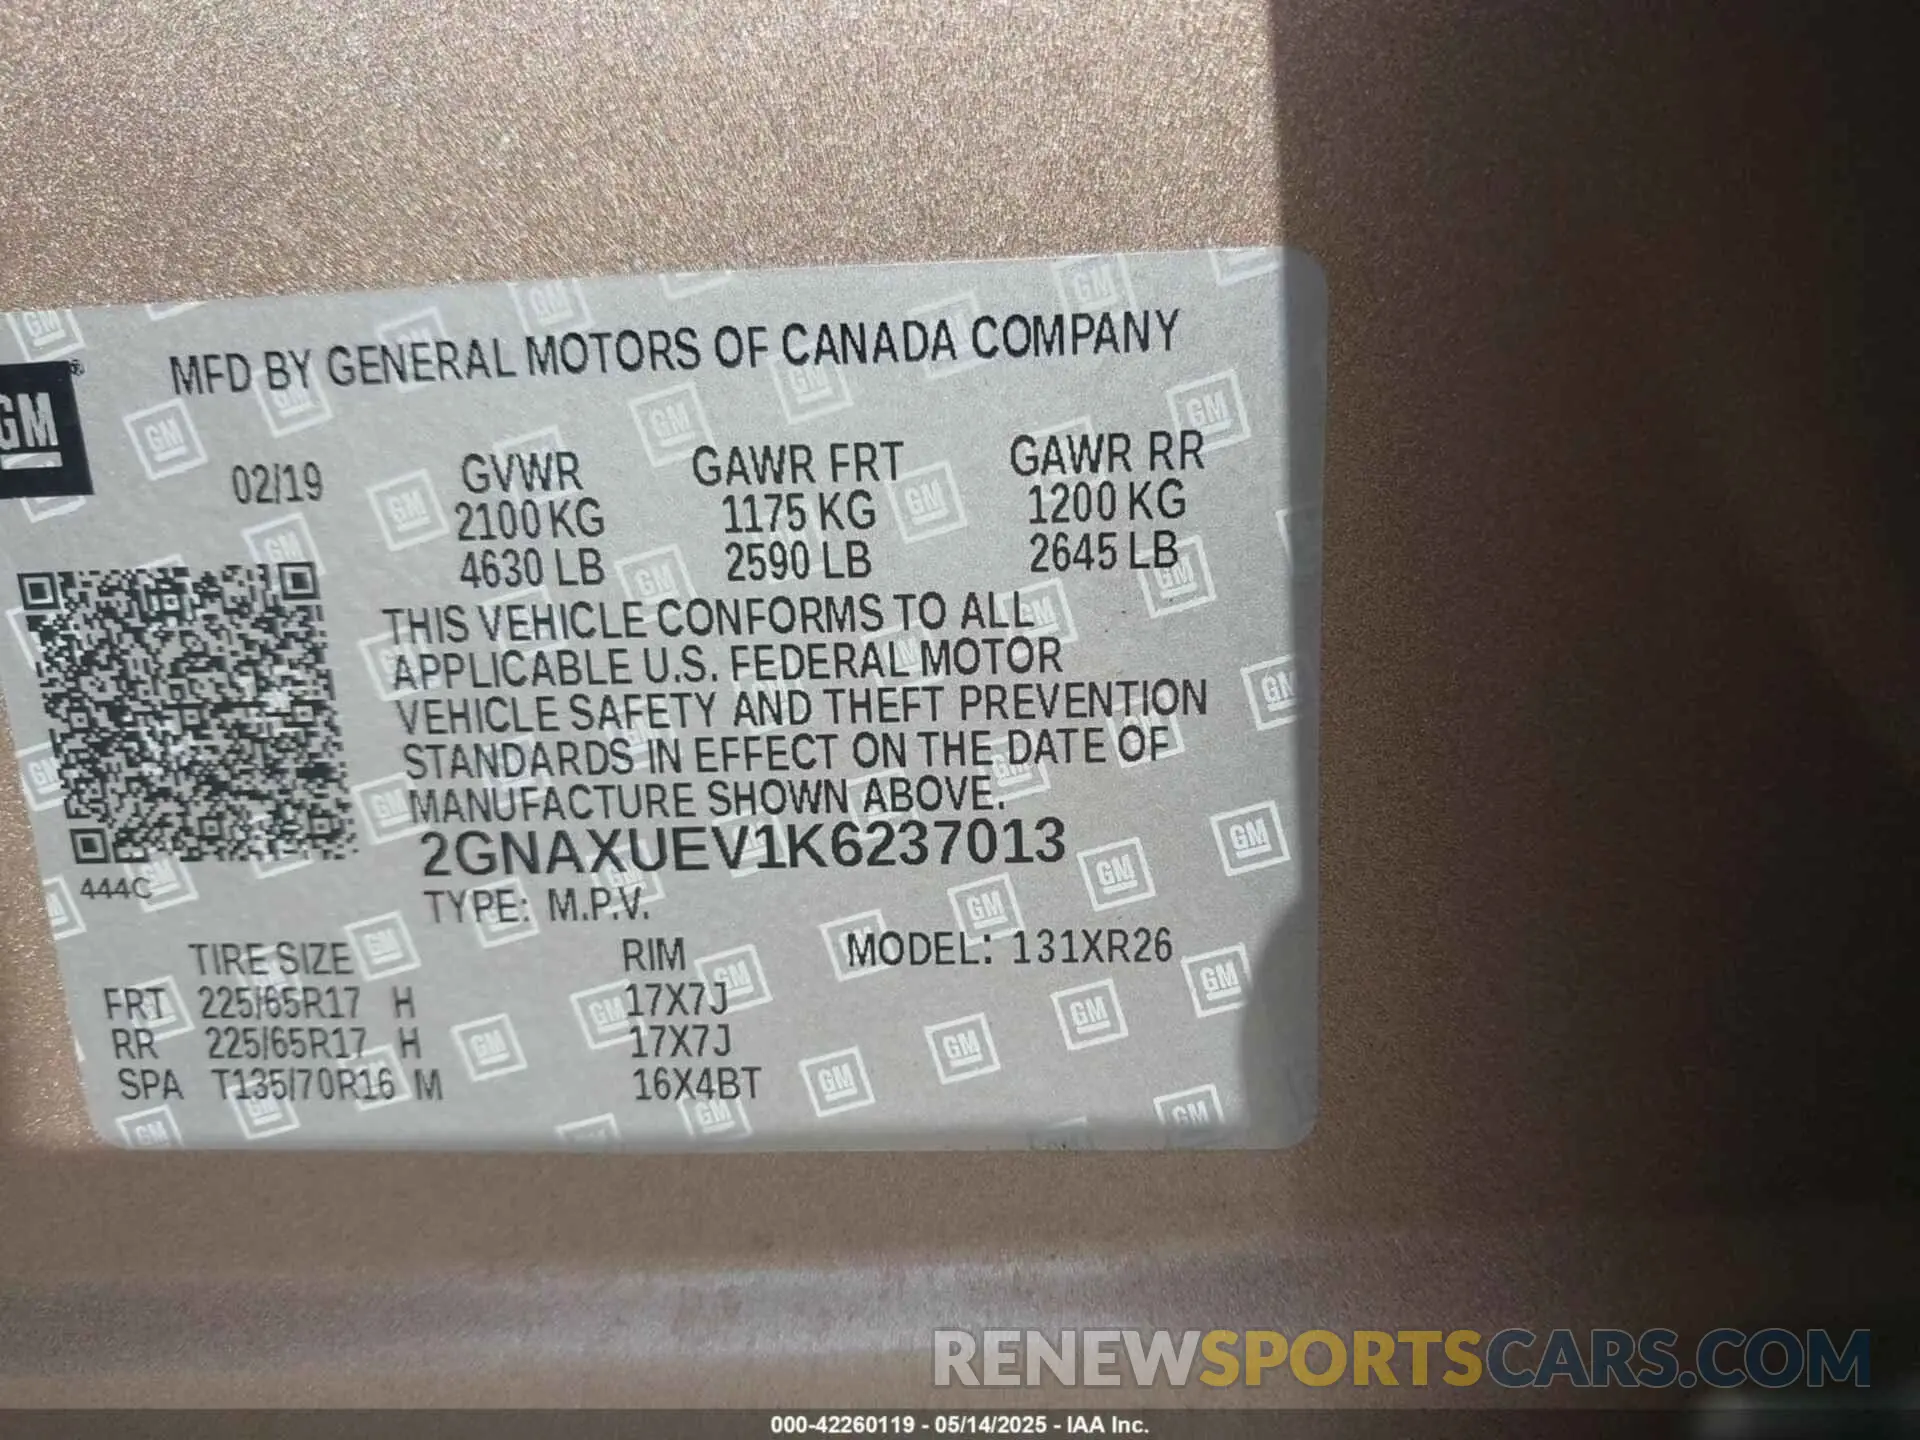 MFD BY GENERAL MOTORS OF CANADA COMPANY
GM
02/19 GVWR GAWR FRT GAWR RR
2100 KG 1175 KG 1200 KG
4630 LB 2590 LB 2645 LB
THIS VEHICLE CONFORMS TO ALL
APPLICABLE U.S. FEDERAL MOTOR
VEHICLE SAFETY AND THEFT PREVENTION
STANDARDS IN EFFECT ON THE DATE OF
MANUFACTURE SHOWN ABOVE.
2GNAXUEV1K6237013
444C
TYPE: M.P.V.
TIRE SIZE RIM MODEL: 131XR26
FRT 225/65R17 H 17X7J
RR 225/65R17 H 17X7J
SPA T135/70R16 M 16X4BT
RENEWSPORTSCARS.COM
000-42260119 - 05/14/2025 - IAA Inc.